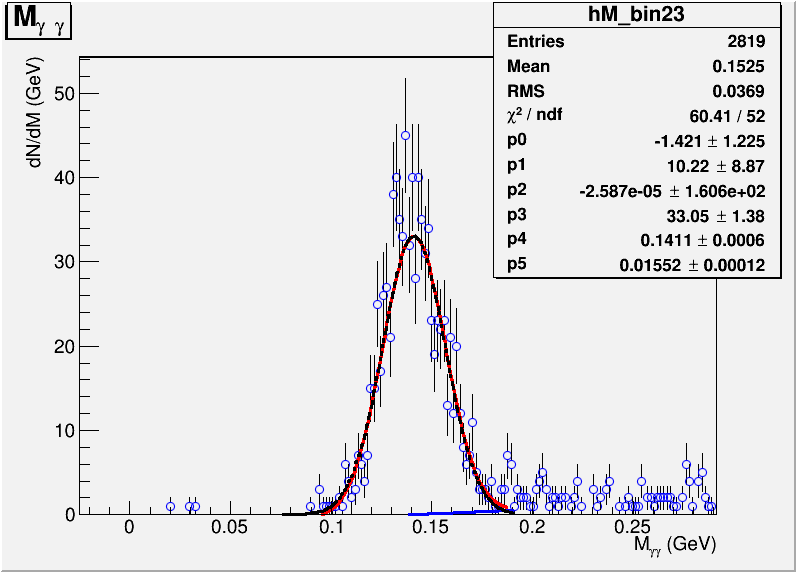 M_γγ
hM_bin23
Entries 2819
Mean 0.1525
RMS 0.0369
χ² / ndf 60.41 / 52
p0 -1.421 ± 1.225
p1 10.22 ± 8.87
p2 -2.587e-05 ± 1.606e+02
p3 33.05 ± 1.38
p4 0.1411 ± 0.0006
p5 0.01552 ± 0.00012
dN/dM (GeV)
50
40
30
20
10
0
0 0.05 0.1 0.15 0.2 0.25
M_γγ (GeV)